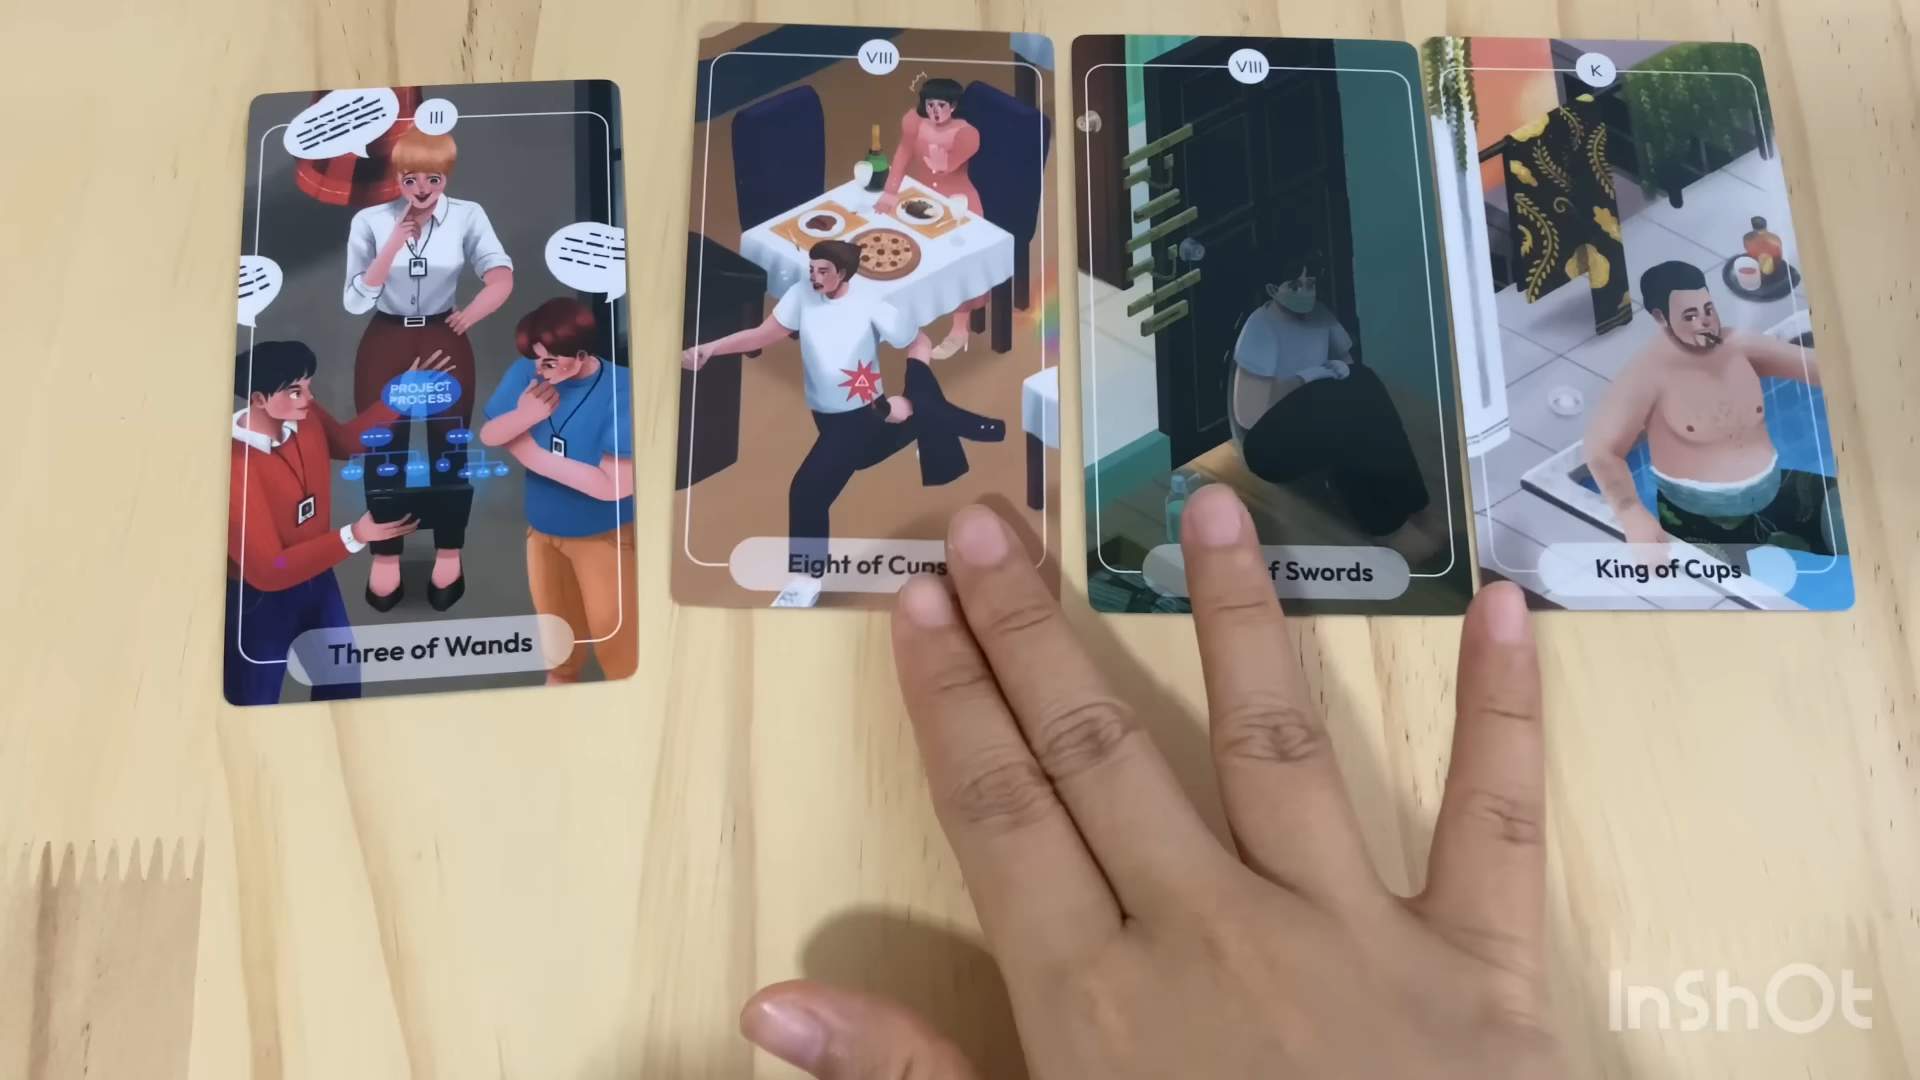 III
PROJECT
PROCESS
Three of Wands
VIII
Eight of Cups
VIII
f Swords
K
King of Cups
InShOt